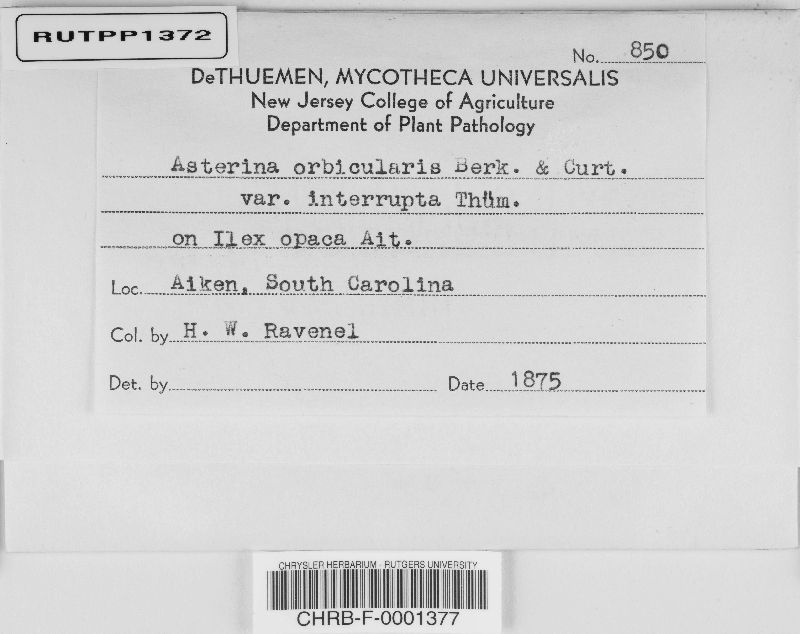 RUTPP1372
No. 850
DeTHUEMEN, MYCOTHECA UNIVERSALIS
New Jersey College of Agriculture
Department of Plant Pathology
Asterina orbicularis Berk. & Curt.
var. interrupta Thüm.
on Ilex opaca Ait.
Loc. Aiken, South Carolina
Col. by H. W. Ravenel
Det. by Date 1875
CHRYSLER HERBARIUM - RUTGERS UNIVERSITY
CHRB-F-0001377